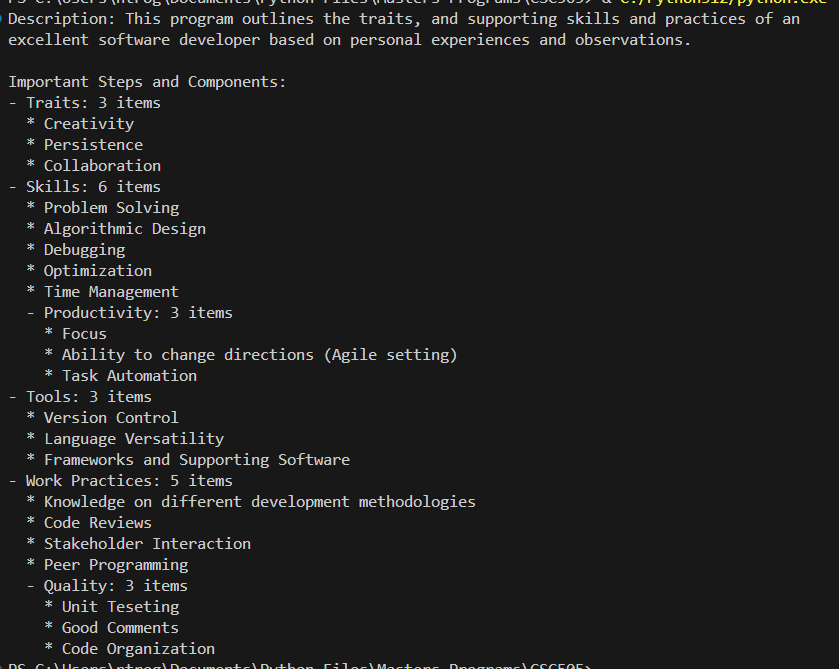 PS C:\Users\ntrog\Documents\Python Files\Masters Programs\CSC505> & C:/Python312/python.exe
Description: This program outlines the traits, and supporting skills and practices of an
excellent software developer based on personal experiences and observations.
Important Steps and Components:
- Traits: 3 items
* Creativity
* Persistence
* Collaboration
- Skills: 6 items
* Problem Solving
* Algorithmic Design
* Debugging
* Optimization
* Time Management
- Productivity: 3 items
* Focus
* Ability to change directions (Agile setting)
* Task Automation
- Tools: 3 items
* Version Control
* Language Versatility
* Frameworks and Supporting Software
- Work Practices: 5 items
* Knowledge on different development methodologies
* Code Reviews
* Stakeholder Interaction
* Peer Programming
- Quality: 3 items
* Unit Teseting
* Good Comments
* Code Organization
PS C:\Users\ntrog\Documents\Python Files\Masters Programs\CSC505>